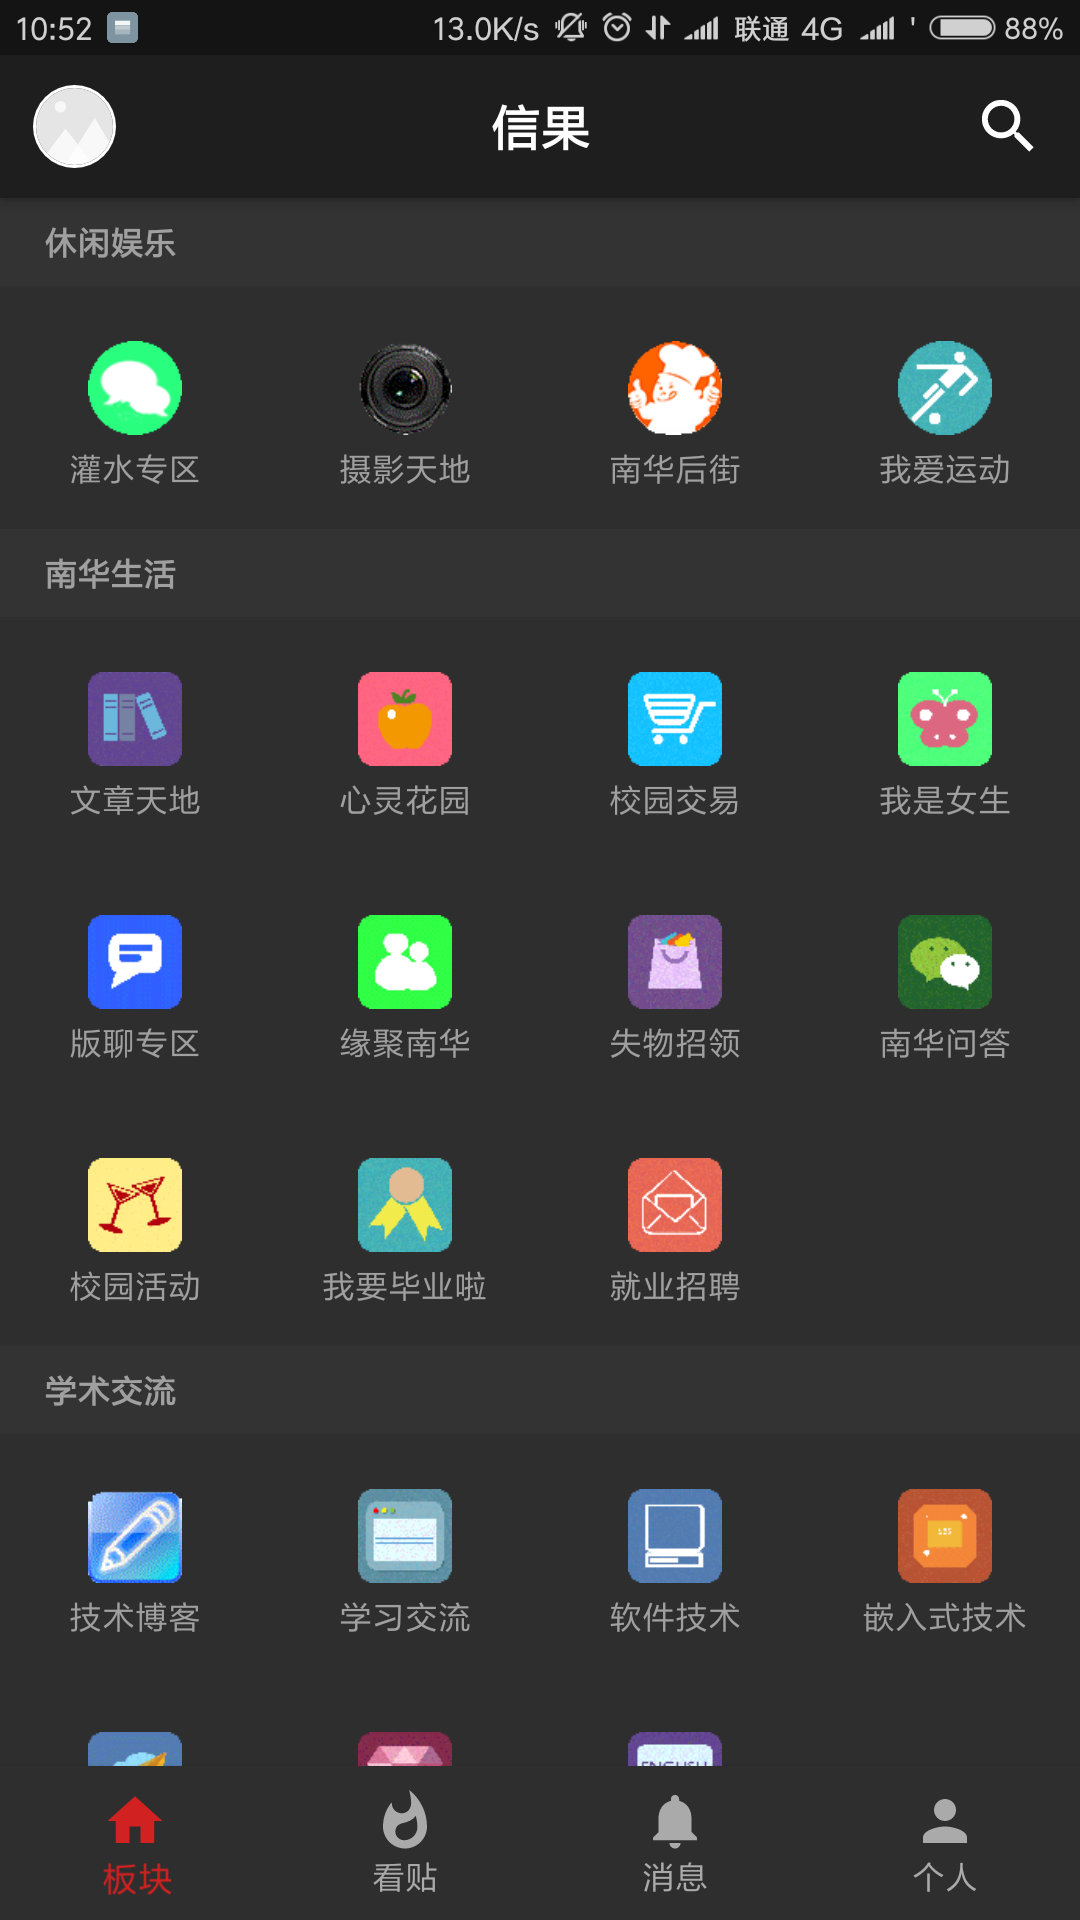 10:52 13.0K/s 联通 4G 88%
信果
休闲娱乐
灌水专区 摄影天地 南华后街 我爱运动
南华生活
文章天地 心灵花园 校园交易 我是女生
版聊专区 缘聚南华 失物招领 南华问答
校园活动 我要毕业啦 就业招聘
学术交流
技术博客 学习交流 软件技术 嵌入式技术
ENGLISH
板块 看贴 消息 个人